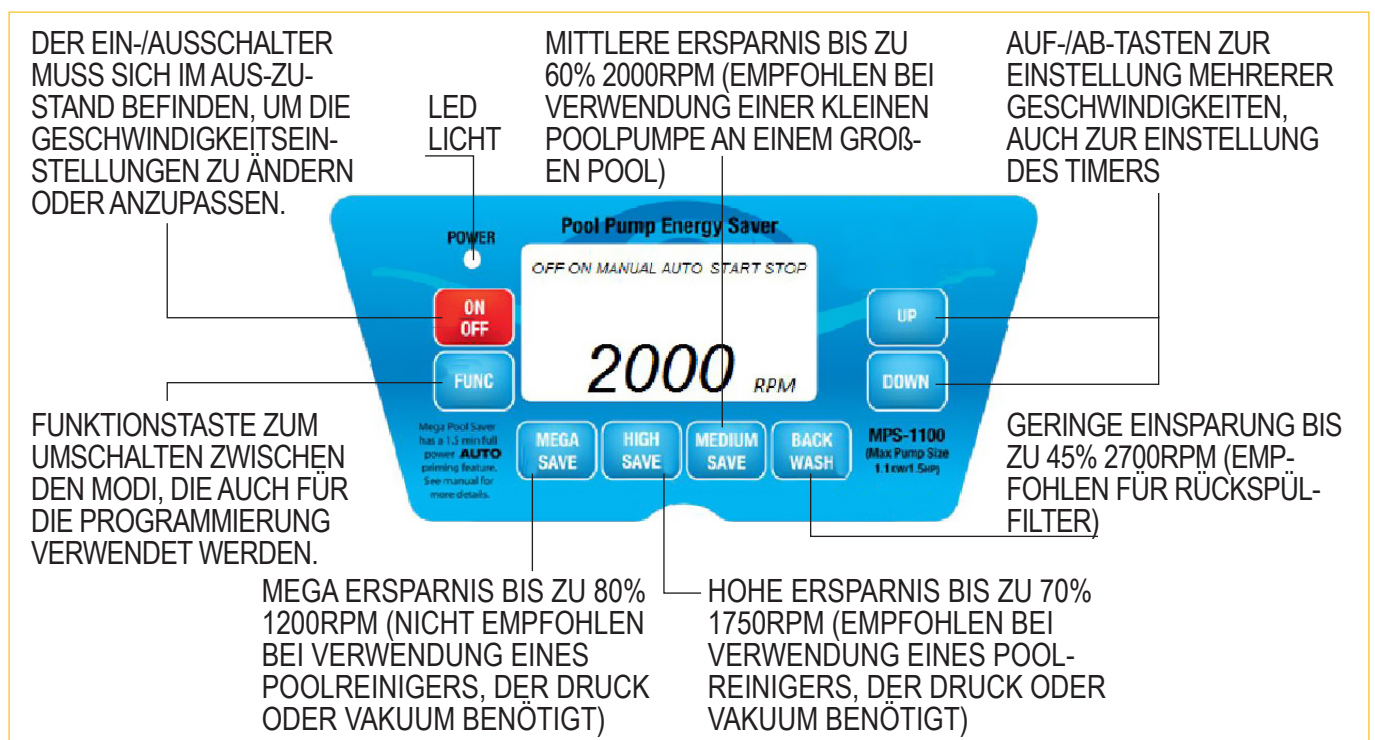 DER EIN-/AUSSCHALTER
MUSS SICH IM AUS-ZU-
STAND BEFINDEN, UM DIE
GESCHWINDIGKEITSEIN-
STELLUNGEN ZU ÄNDERN
ODER ANZUPASSEN.
LED
LICHT
MITTLERE ERSPARNIS BIS ZU
60% 2000RPM (EMPFOHLEN BEI
VERWENDUNG EINER KLEINEN
POOLPUMPE AN EINEM GROß-
EN POOL)
AUF-/AB-TASTEN ZUR
EINSTELLUNG MEHRERER
GESCHWINDIGKEITEN,
AUCH ZUR EINSTELLUNG
DES TIMERS
POWER
Pool Pump Energy Saver
OFF ON MANUAL AUTO START STOP
ON
OFF
UP
2000 RPM
FUNC
DOWN
Mega Pool Saver
has a 1.5 min full
power AUTO
priming feature.
See manual for
more details.
MEGA
SAVE
HIGH
SAVE
MEDIUM
SAVE
BACK
WASH
MPS-1100
(Max Pump Size
1.1KW/1.5HP)
FUNKTIONSTASTE ZUM
UMSCHALTEN ZWISCHEN
DEN MODI, DIE AUCH FÜR
DIE PROGRAMMIERUNG
VERWENDET WERDEN.
GERINGE EINSPARUNG BIS
ZU 45% 2700RPM (EMP-
FOHLEN FÜR RÜCKSPÜL-
FILTER)
MEGA ERSPARNIS BIS ZU 80%
1200RPM (NICHT EMPFOHLEN
BEI VERWENDUNG EINES
POOLREINIGERS, DER DRUCK
ODER VAKUUM BENÖTIGT)
HOHE ERSPARNIS BIS ZU 70%
1750RPM (EMPFOHLEN BEI
VERWENDUNG EINES POOL-
REINIGERS, DER DRUCK ODER
VAKUUM BENÖTIGT)